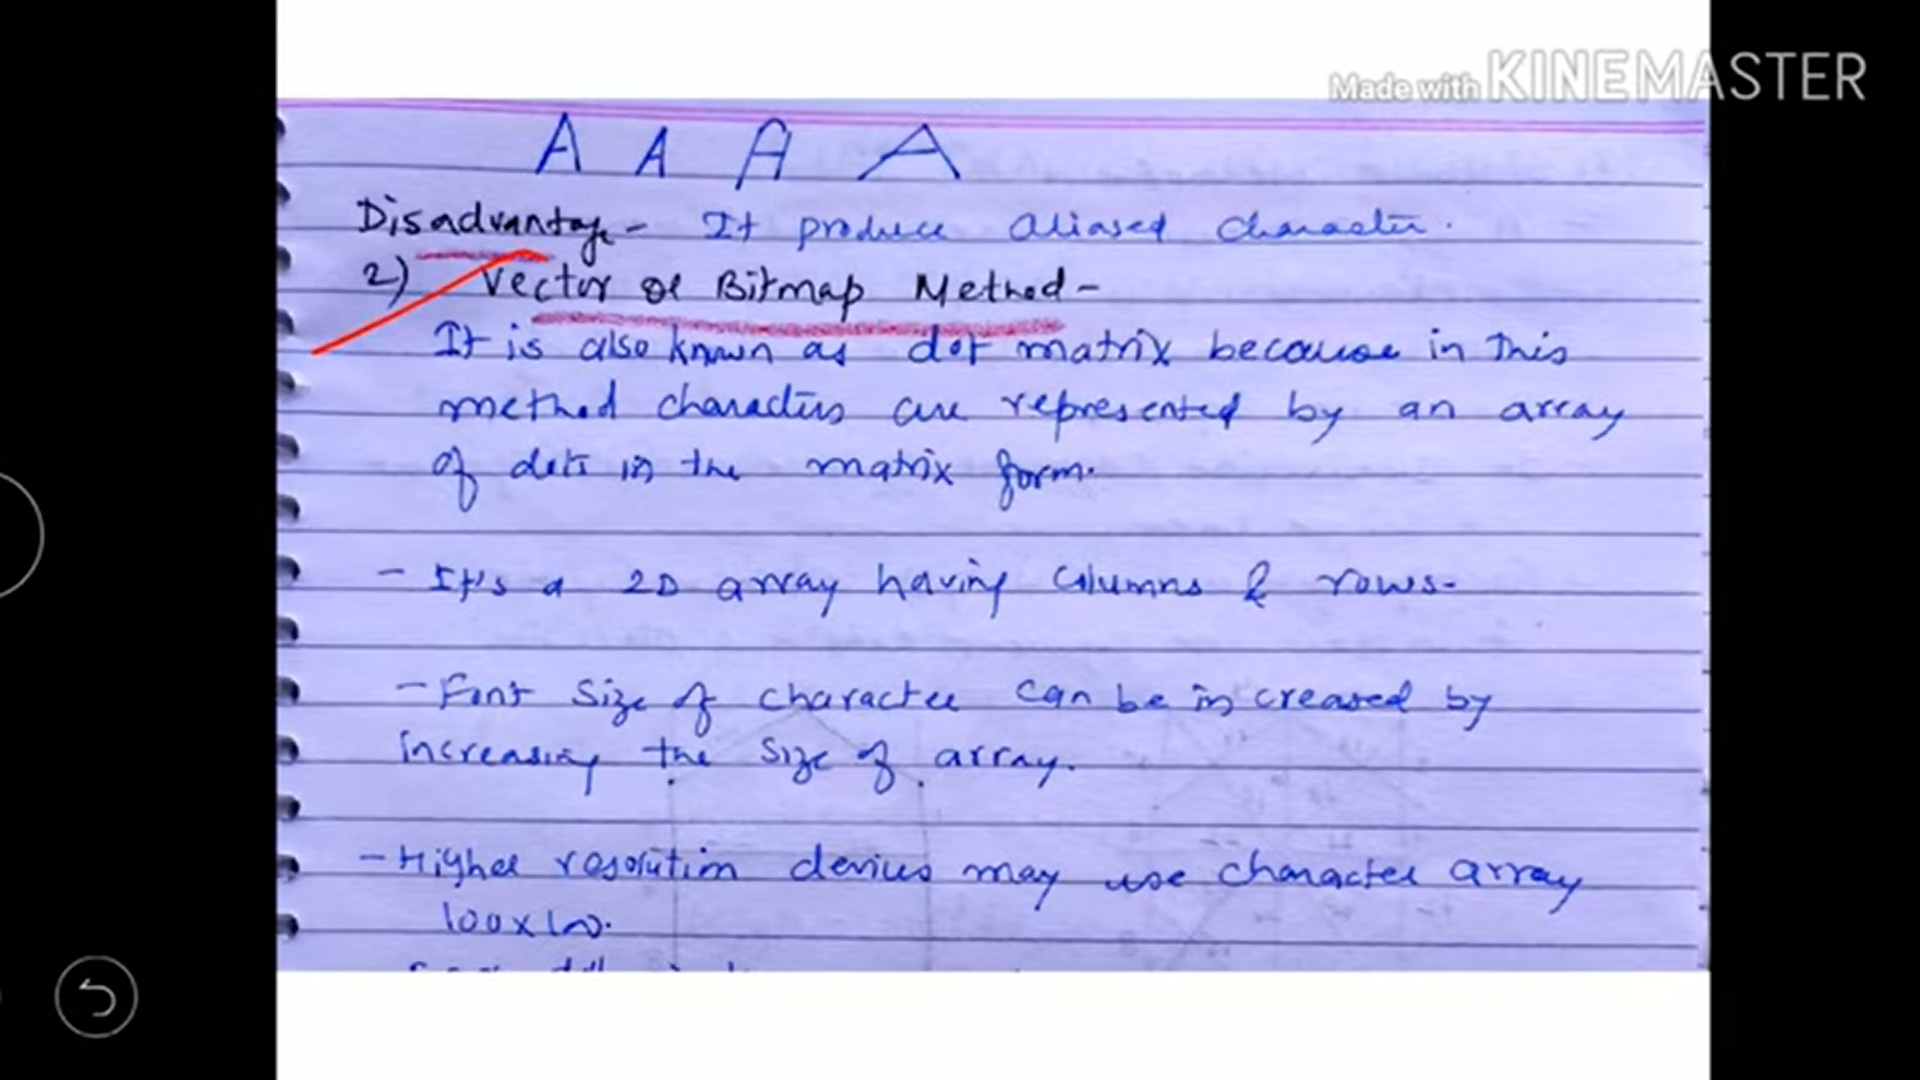 Made with KINEMASTER
A A A A
Disadvantage - It produce aliased character.
2) Vector or Bitmap Method -
It is also known as dot matrix because in this
method characters are represented by an array
of dots in the matrix form.
- It's a 2D array having columns & rows.
- Font Size of character can be increased by
increasing the size of array.
- Higher resolution devices may use character array
100x100.